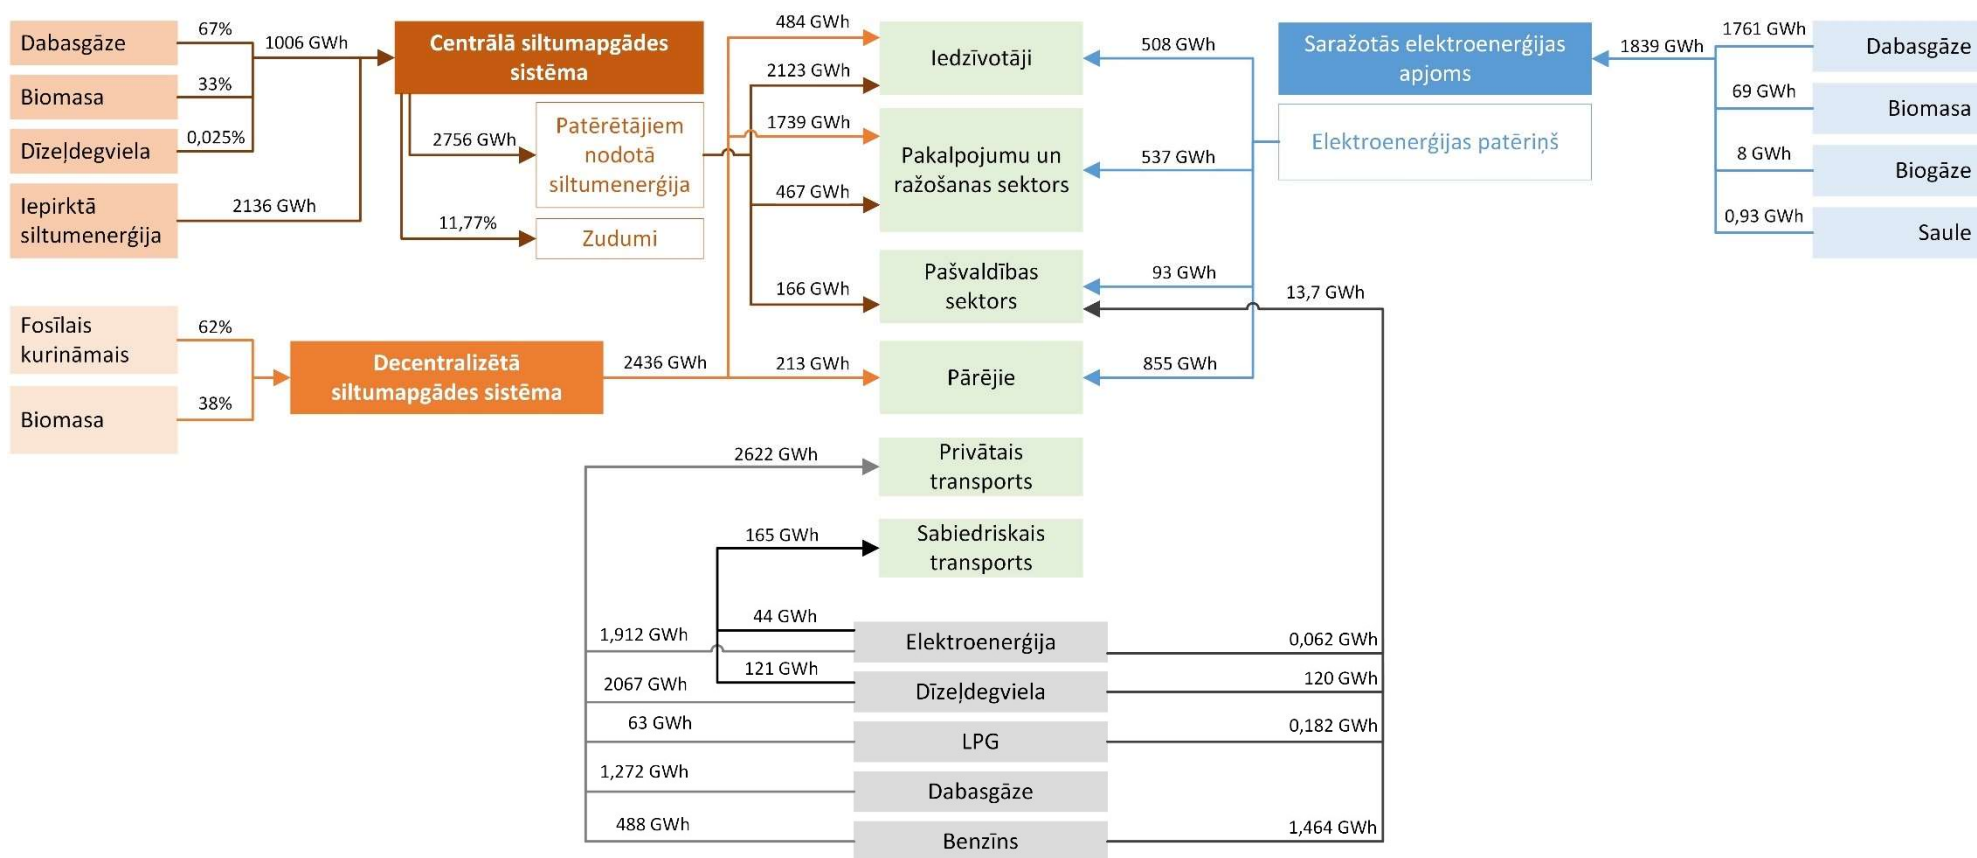 Dabasgāze
67%
1006 GWh
Biomasa
33%
Dīzeļdegviela
0,025%
Iepirktā
siltumenerģija
2136 GWh
Centrālā siltumapgādes
sistēma
2756 GWh
Patērētājiem
nodotā
siltumenerģija
11,77%
Zudumi
Fosīlais
kurināmais
62%
Biomasa
38%
Decentralizētā
siltumapgādes sistēma
2436 GWh
484 GWh
2123 GWh
1739 GWh
467 GWh
166 GWh
213 GWh
Iedzīvotāji
Pakalpojumu un
ražošanas sektors
Pašvaldības
sektors
Pārējie
508 GWh
537 GWh
93 GWh
855 GWh
Saražotās elektroenerģijas
apjoms
Elektroenerģijas patēriņš
1839 GWh
1761 GWh
Dabasgāze
69 GWh
Biomasa
8 GWh
Biogāze
0,93 GWh
Saule
13,7 GWh
2622 GWh
Privātais
transports
165 GWh
Sabiedriskais
transports
44 GWh
1,912 GWh
Elektroenerģija
0,062 GWh
121 GWh
2067 GWh
Dīzeļdegviela
120 GWh
63 GWh
LPG
0,182 GWh
1,272 GWh
Dabasgāze
488 GWh
Benzīns
1,464 GWh